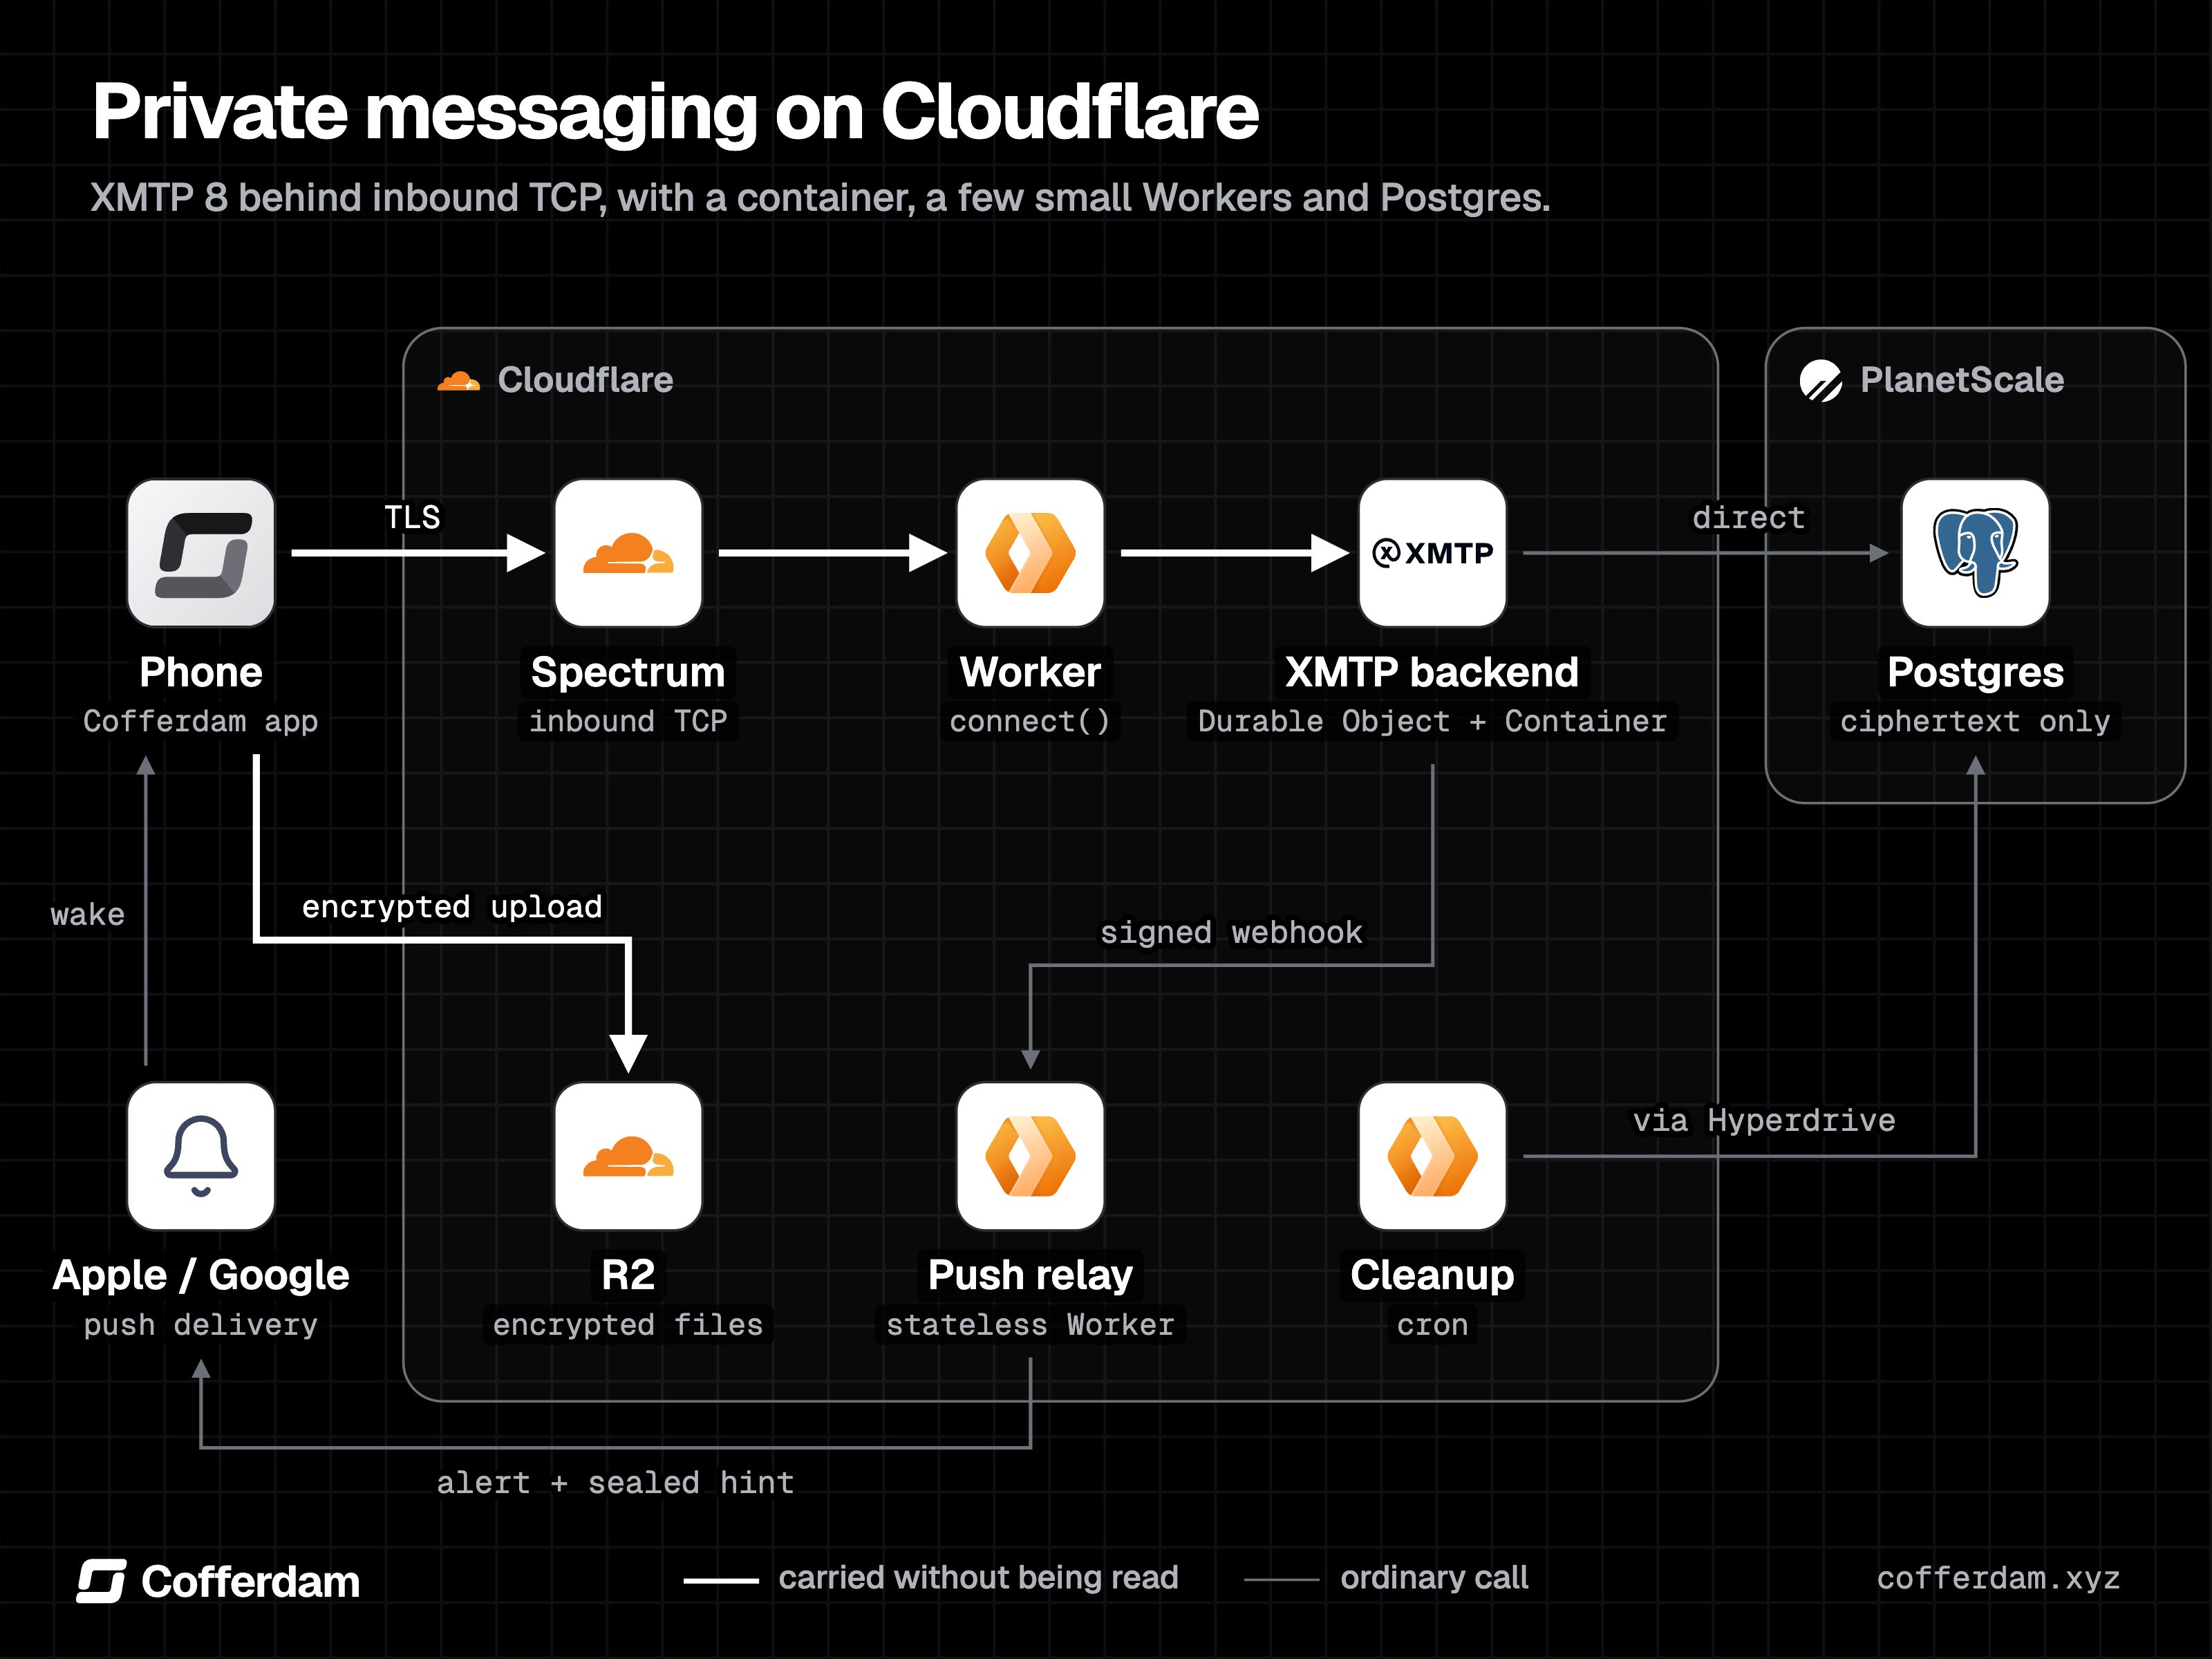 Private messaging on Cloudflare
XMTP 8 behind inbound TCP, with a container, a few small Workers and Postgres.
Cloudflare
PlanetScale
TLS
direct
XMTP
Phone
Cofferdam app
Spectrum
inbound TCP
Worker
connect()
XMTP backend
Durable Object + Container
Postgres
ciphertext only
wake
encrypted upload
signed webhook
via Hyperdrive
Apple / Google
push delivery
R2
encrypted files
Push relay
stateless Worker
Cleanup
cron
alert + sealed hint
Cofferdam
carried without being read
ordinary call
cofferdam.xyz